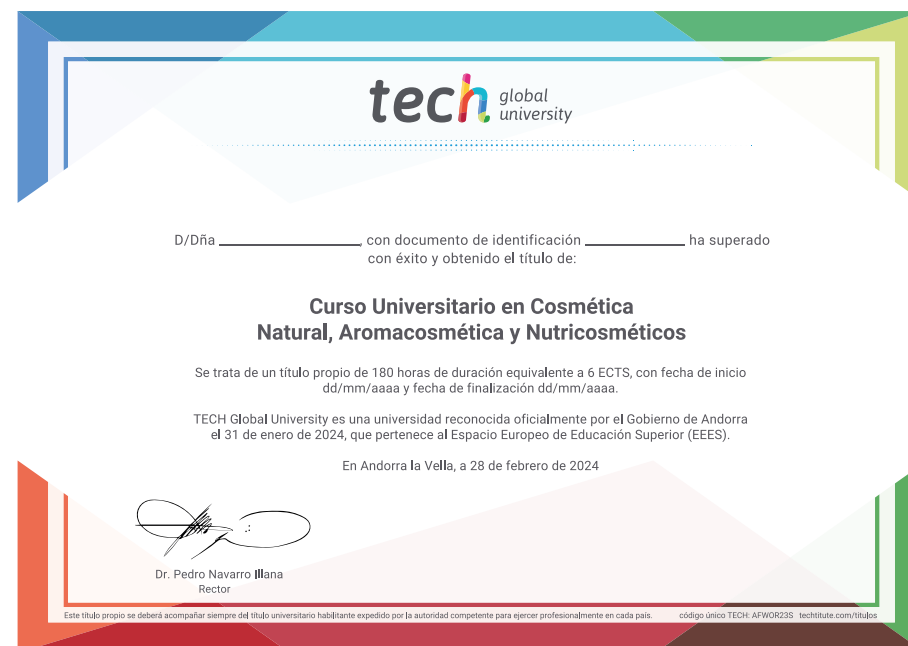 tech global university
D/Dña ______________, con documento de identificación __________ ha superado
con éxito y obtenido el título de:
Curso Universitario en Cosmética
Natural, Aromacosmética y Nutricosméticos
Se trata de un título propio de 180 horas de duración equivalente a 6 ECTS, con fecha de inicio
dd/mm/aaaa y fecha de finalización dd/mm/aaaa.
TECH Global University es una universidad reconocida oficialmente por el Gobierno de Andorra
el 31 de enero de 2024, que pertenece al Espacio Europeo de Educación Superior (EEES).
En Andorra la Vella, a 28 de febrero de 2024
Dr. Pedro Navarro Illana
Rector
Este título propio se deberá acompañar siempre del título universitario habilitante expedido por la autoridad competente para ejercer profesionalmente en cada país. código único TECH: AFWOR23S techtitute.com/titulos